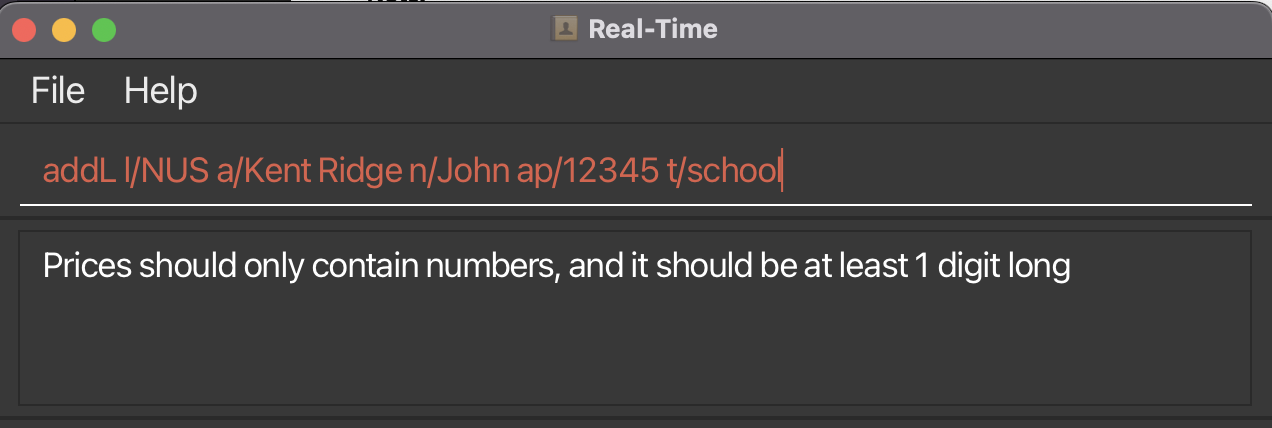 Real-Time
File Help
addL l/NUS a/Kent Ridge n/John ap/12345 t/school
Prices should only contain numbers, and it should be at least 1 digit long